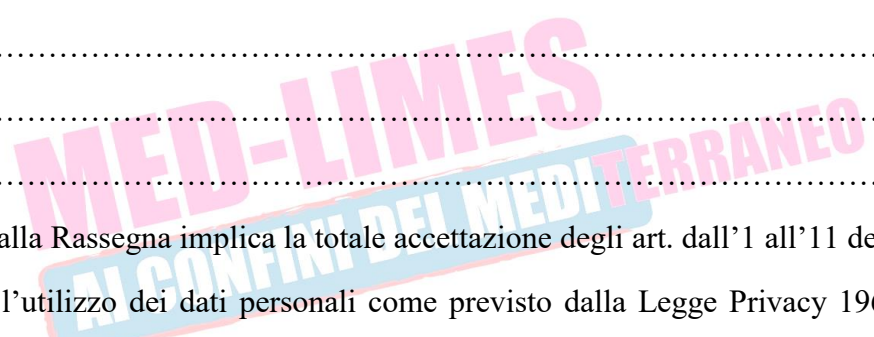 ……………………………………………………………………………
……………………………………………………………………………
……………………………………………………………………………
MED-LIMES
AI CONFINI DEL MEDITERRANEO
alla Rassegna implica la totale accettazione degli art. dall’1 all’11 de
l’utilizzo dei dati personali come previsto dalla Legge Privacy 196